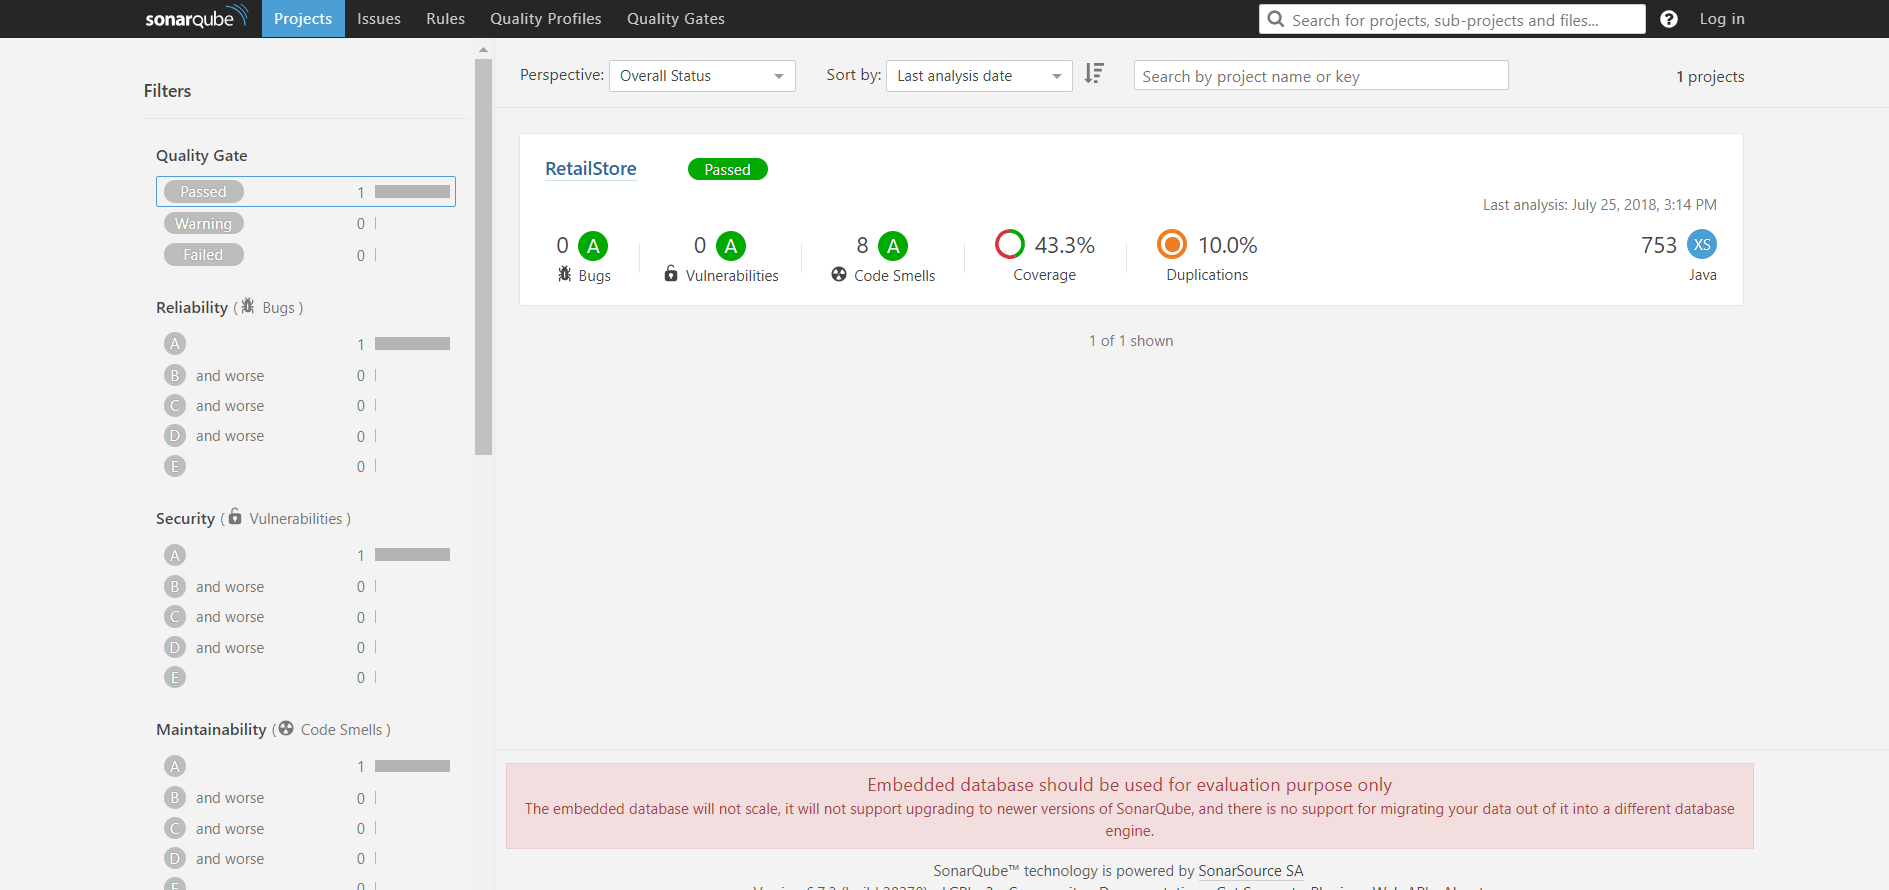 sonarqube Projects Issues Rules Quality Profiles Quality Gates Search for projects, sub-projects and files... ? Log in
Filters
Quality Gate
Passed 1
Warning 0
Failed 0
Reliability ( Bugs )
A 1
B and worse 0
C and worse 0
D and worse 0
E 0
Security ( Vulnerabilities )
A 1
B and worse 0
C and worse 0
D and worse 0
E 0
Maintainability ( Code Smells )
A 1
B and worse 0
C and worse 0
D and worse 0
E 0
Perspective: Overall Status Sort by: Last analysis date Search by project name or key 1 projects
RetailStore Passed
Last analysis: July 25, 2018, 3:14 PM
0 A 0 A 8 A 43.3% 10.0% 753 XS
Bugs Vulnerabilities Code Smells Coverage Duplications Java
1 of 1 shown
Embedded database should be used for evaluation purpose only
The embedded database will not scale, it will not support upgrading to newer versions of SonarQube, and there is no support for migrating your data out of it into a different database
engine.
SonarQube™ technology is powered by SonarSource SA